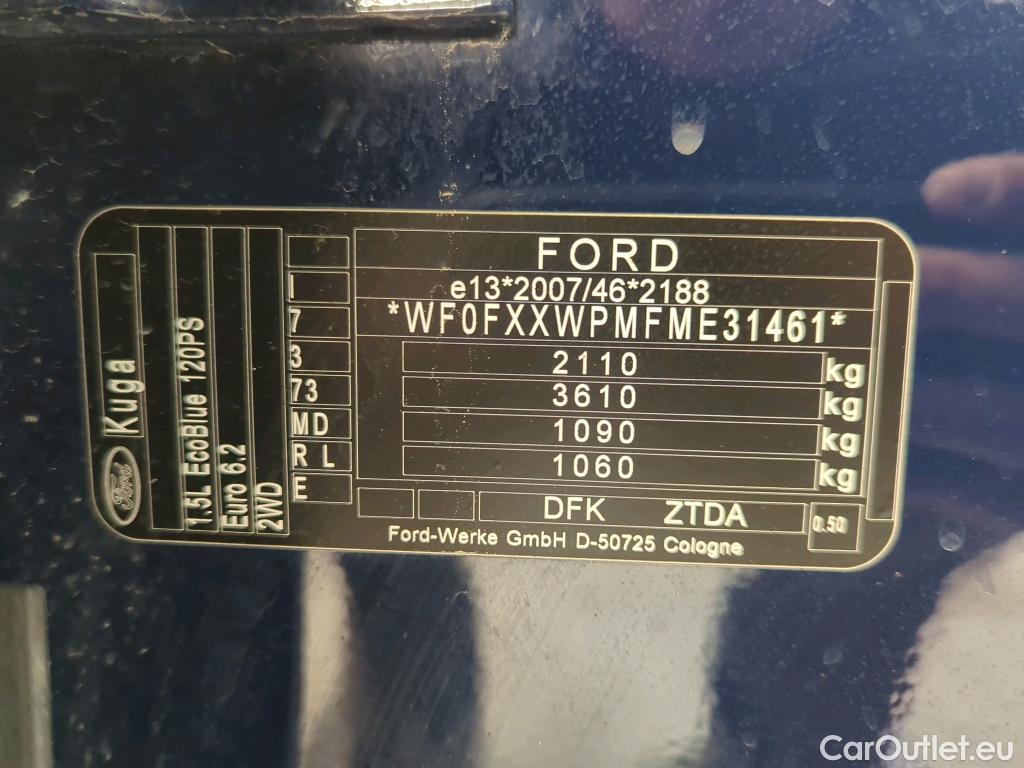 FORD
e13*2007/46*2188
*WF0FXXWPMFME31461*
2110 kg
3610 kg
1090 kg
1060 kg
DFK ZTDA 0.50
Ford-Werke GmbH D-50725 Cologne
I
7
3
73
MD
R L
E
Ford Kuga
1.5L EcoBlue 120PS
Euro 6.2
2WD
CarOutlet.eu